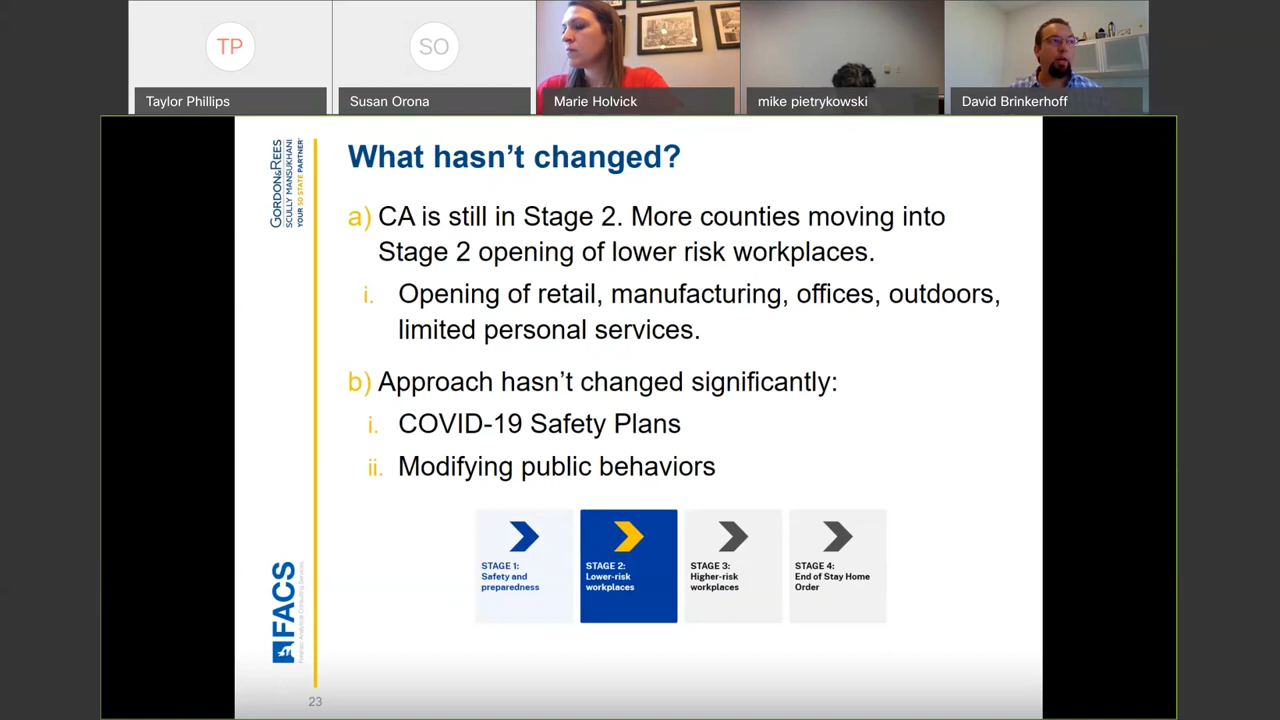 TP
SO
Taylor Phillips
Susan Orona
Marie Holvick
mike pietrykowski
David Brinkerhoff
GORDON&REES
SCULLY MANSUKHANI
YOUR 50 STATE PARTNER®
What hasn't changed?
a) CA is still in Stage 2. More counties moving into
Stage 2 opening of lower risk workplaces.
i. Opening of retail, manufacturing, offices, outdoors,
limited personal services.
b) Approach hasn't changed significantly:
i. COVID-19 Safety Plans
ii. Modifying public behaviors
STAGE 1:
Safety and
preparedness
STAGE 2:
Lower-risk
workplaces
STAGE 3:
Higher-risk
workplaces
STAGE 4:
End of Stay Home
Order
FACS
Forensic Analytical Consulting Services
23